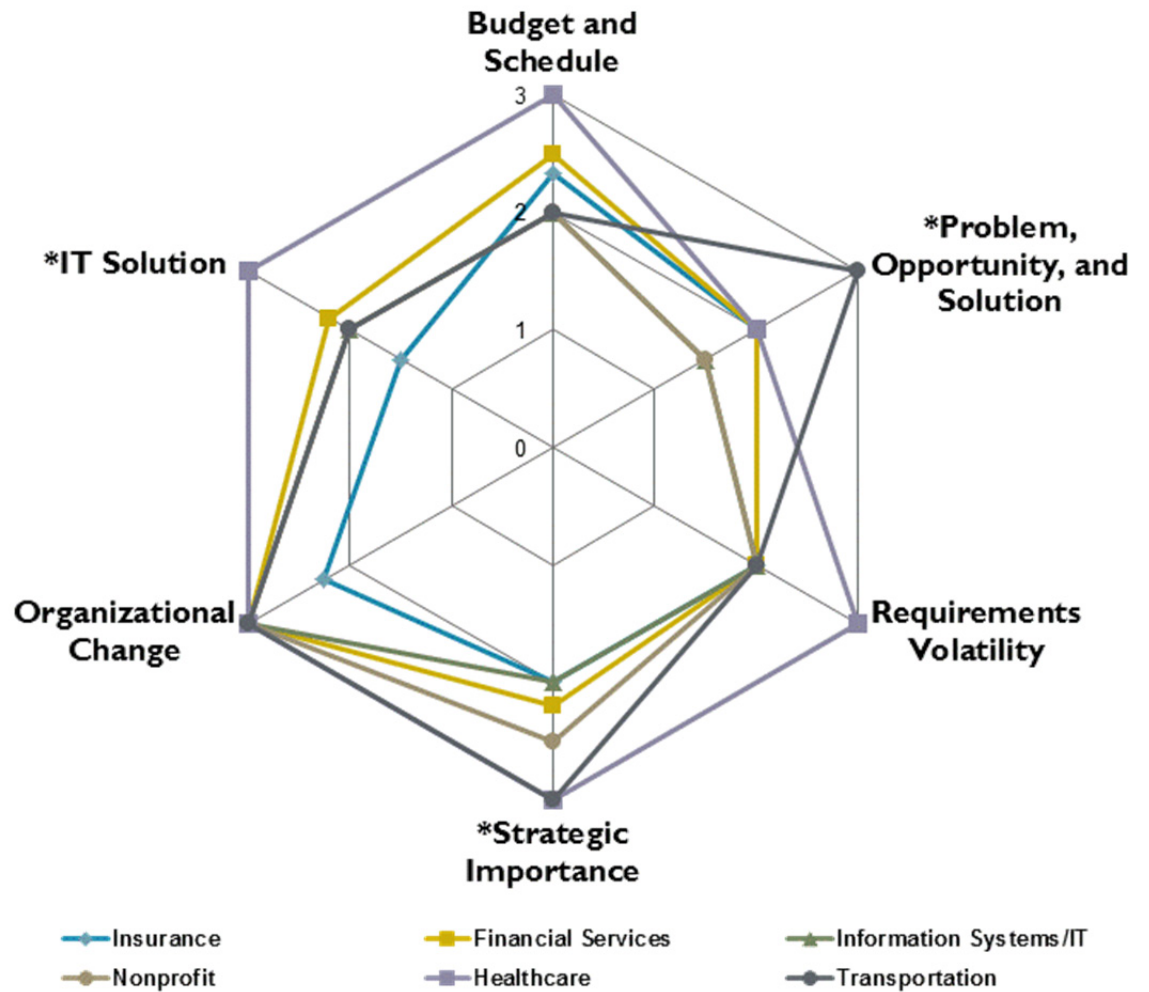 Budget and
Schedule
3
*Problem,
Opportunity, and
Solution
2
*IT Solution
1
0
Organizational
Change
Requirements
Volatility
*Strategic
Importance
Insurance
Financial Services
Information Systems/IT
Nonprofit
Healthcare
Transportation